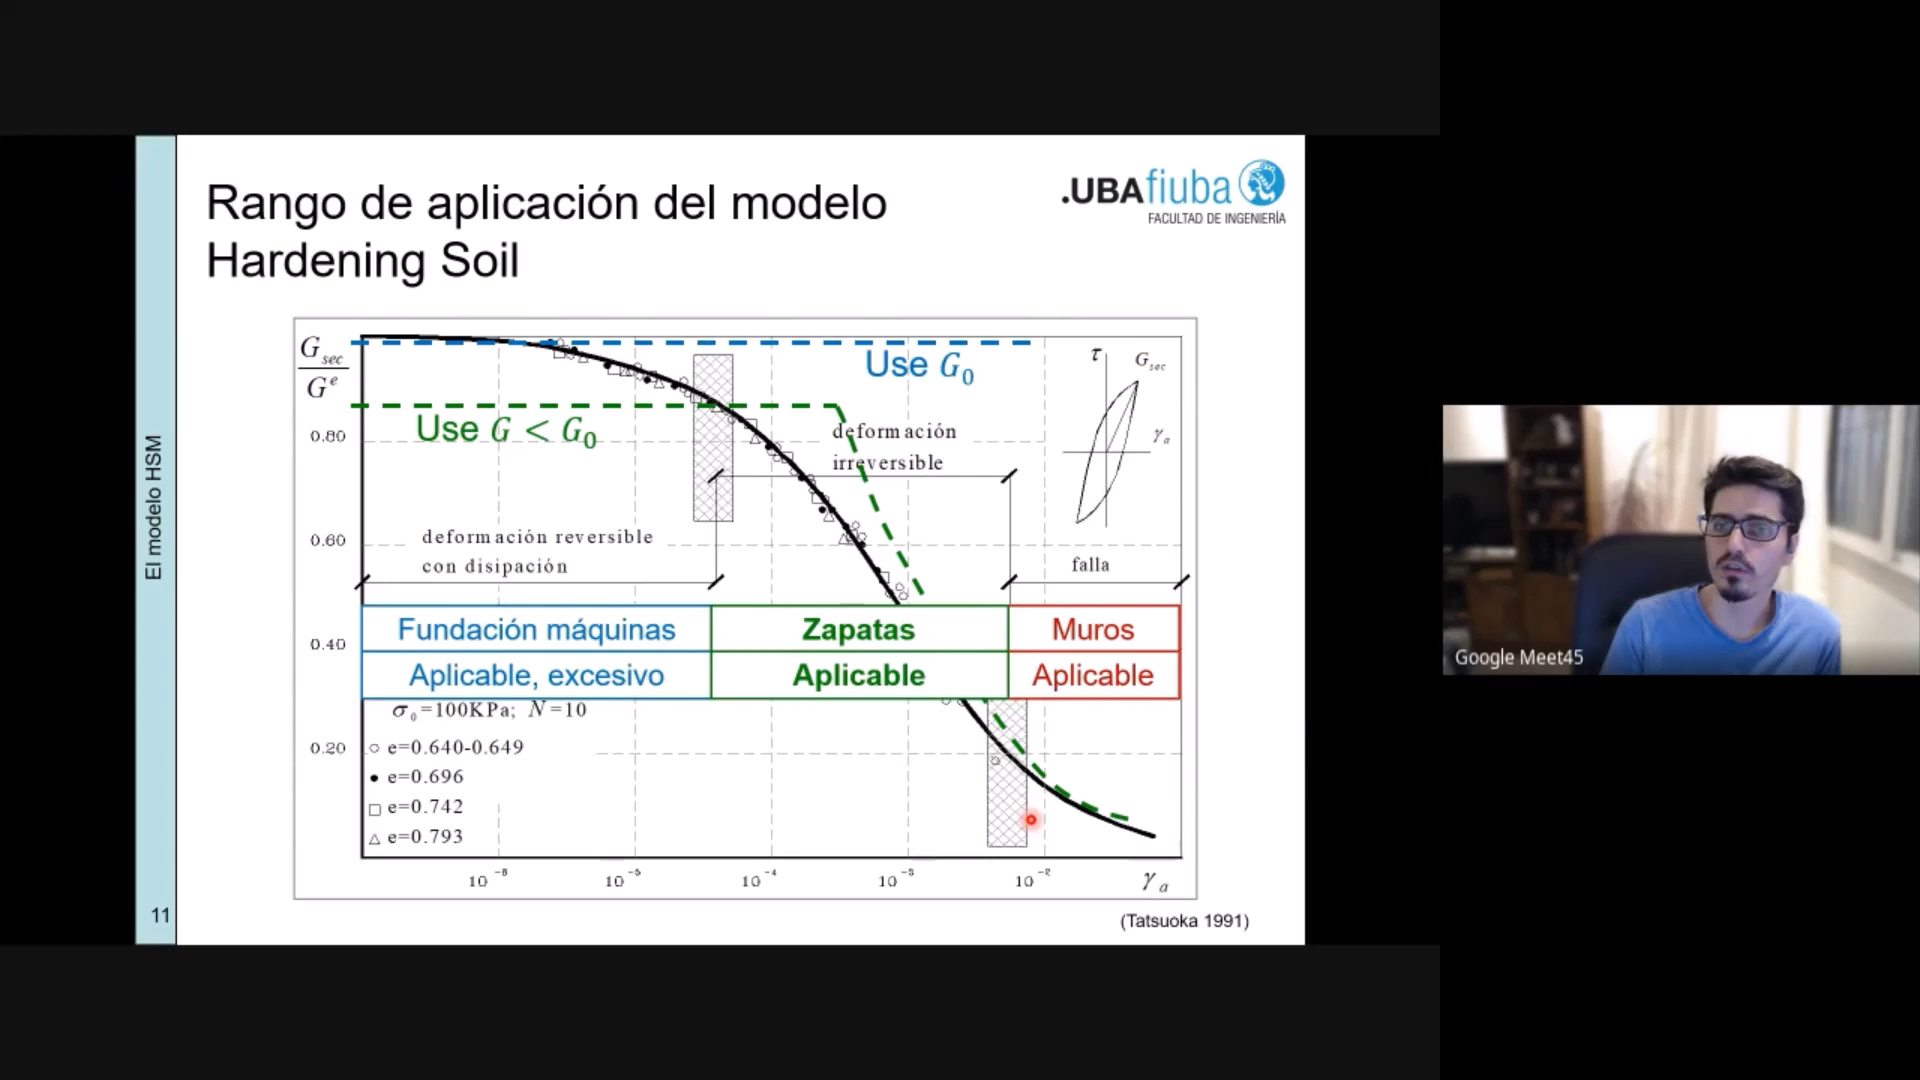 Rango de aplicación del modelo
Hardening Soil
.UBAfiuba
FACULTAD DE INGENIERÍA
El modelo HSM
11
G_sec
G^e
0.80
0.60
0.40
0.20
Use G₀
Use G < G₀
deformación
irreversible
deformación reversible
con disipación
τ
G_sec
γ_a
falla
Fundación máquinas
Zapatas
Muros
Aplicable, excesivo
Aplicable
Aplicable
σ₀=100KPa; N=10
○ e=0.640-0.649
● e=0.696
□ e=0.742
△ e=0.793
10⁻⁶
10⁻⁵
10⁻⁴
10⁻³
10⁻²
γ_a
(Tatsuoka 1991)
Google Meet45